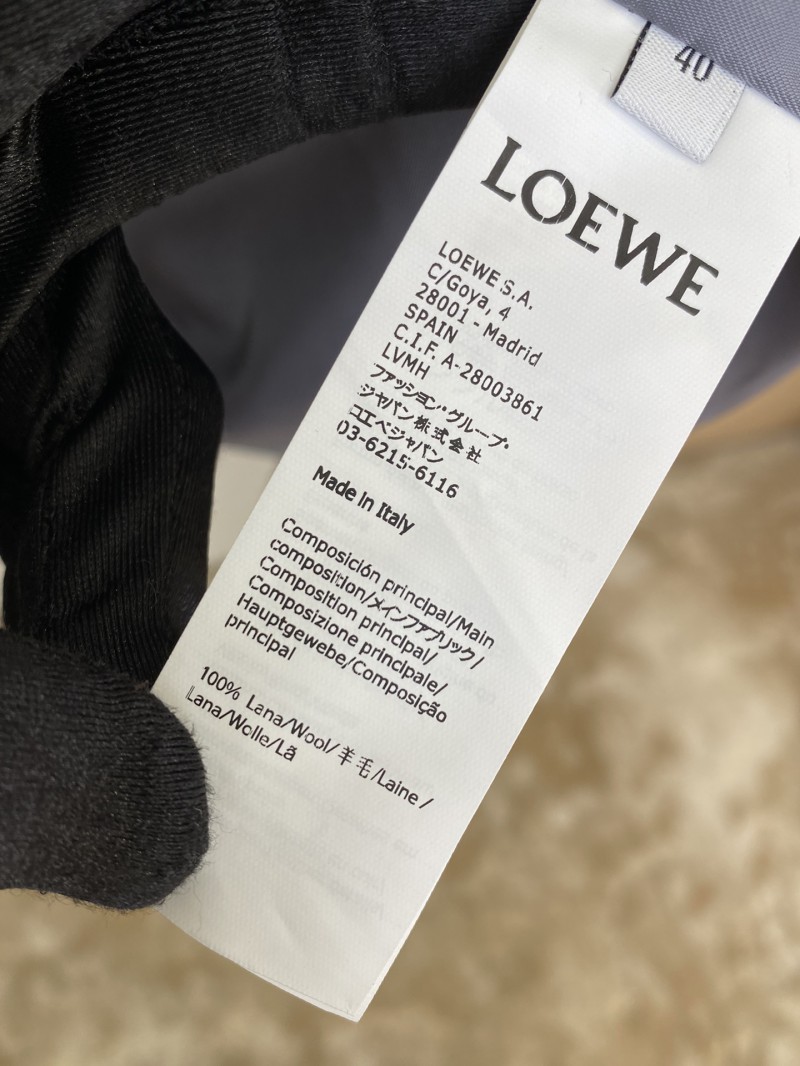 40
LOEWE
LOEWE S.A.
C/Goya, 4
28001 - Madrid
SPAIN
C.I.F. A-28003861
LVMH
ファッション・グループ・
ジャパン株式会社
ロエベジャパン
03-6215-6116
Made in Italy
Composición principal/Main
composition/メインファブリック/
Composition principal/
Composizione principale/
Hauptgewebe/Composição
principal
100% Lana/Wool/羊毛/Laine/
Lana/Wolle/Lã